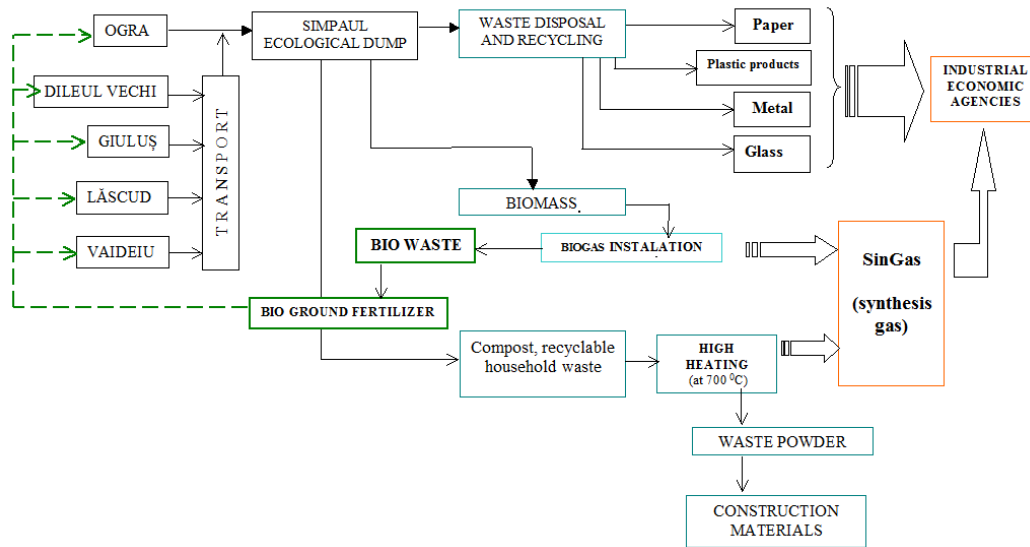 OGRA
SIMPAUL
ECOLOGICAL DUMP
WASTE DISPOSAL
AND RECYCLING
Paper
Plastic products
Metal
Glass
INDUSTRIAL
ECONOMIC
AGENCIES
DILEUL VECHI
GIULUȘ
LĂSCUD
VAIDEIU
TRANSPORT
BIOMASS.
BIO WASTE
BIOGAS INSTALATION
SinGas
(synthesis
gas)
BIO GROUND FERTILIZER
Compost, recyclable
household waste
HIGH
HEATING
(at 700 ⁰C)
WASTE POWDER
CONSTRUCTION
MATERIALS